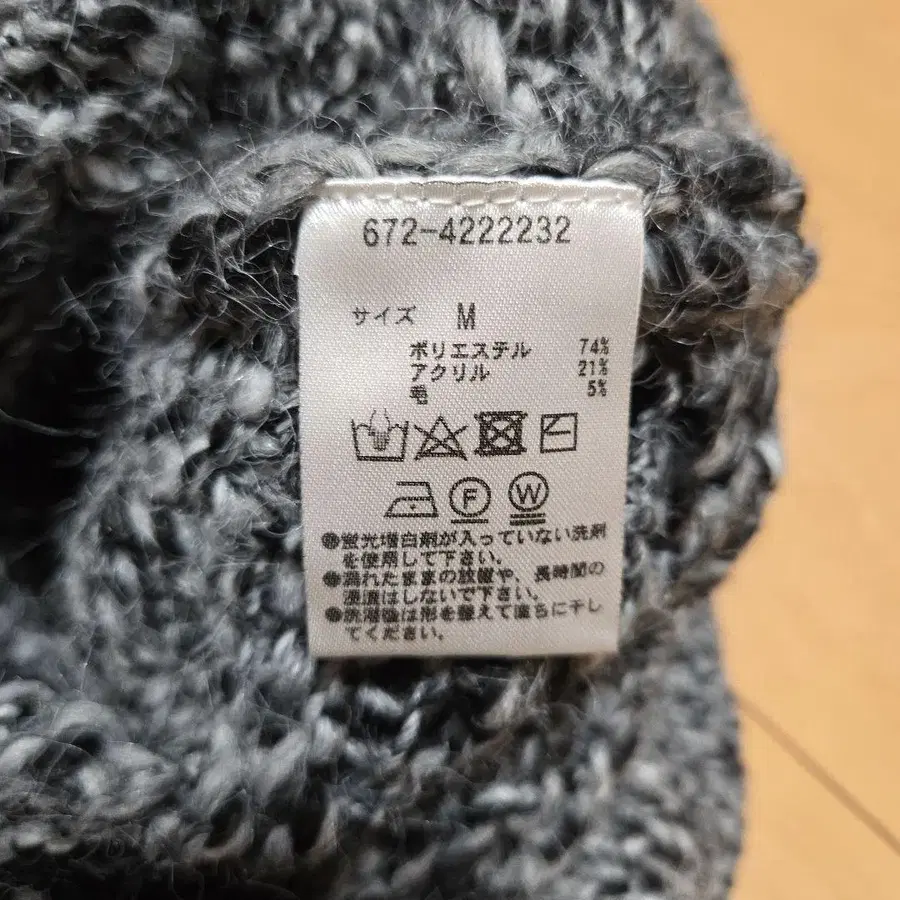 672-4222232
サイズ M
ポリエステル 74%
アクリル 21%
毛 5%
F W
蛍光増白剤が入っていない洗剤
を使用して下さい。
濡れたままの放置や、長時間の
浸漬はしないで下さい。
洗濯後は形を整えて直ちに干し
てください。